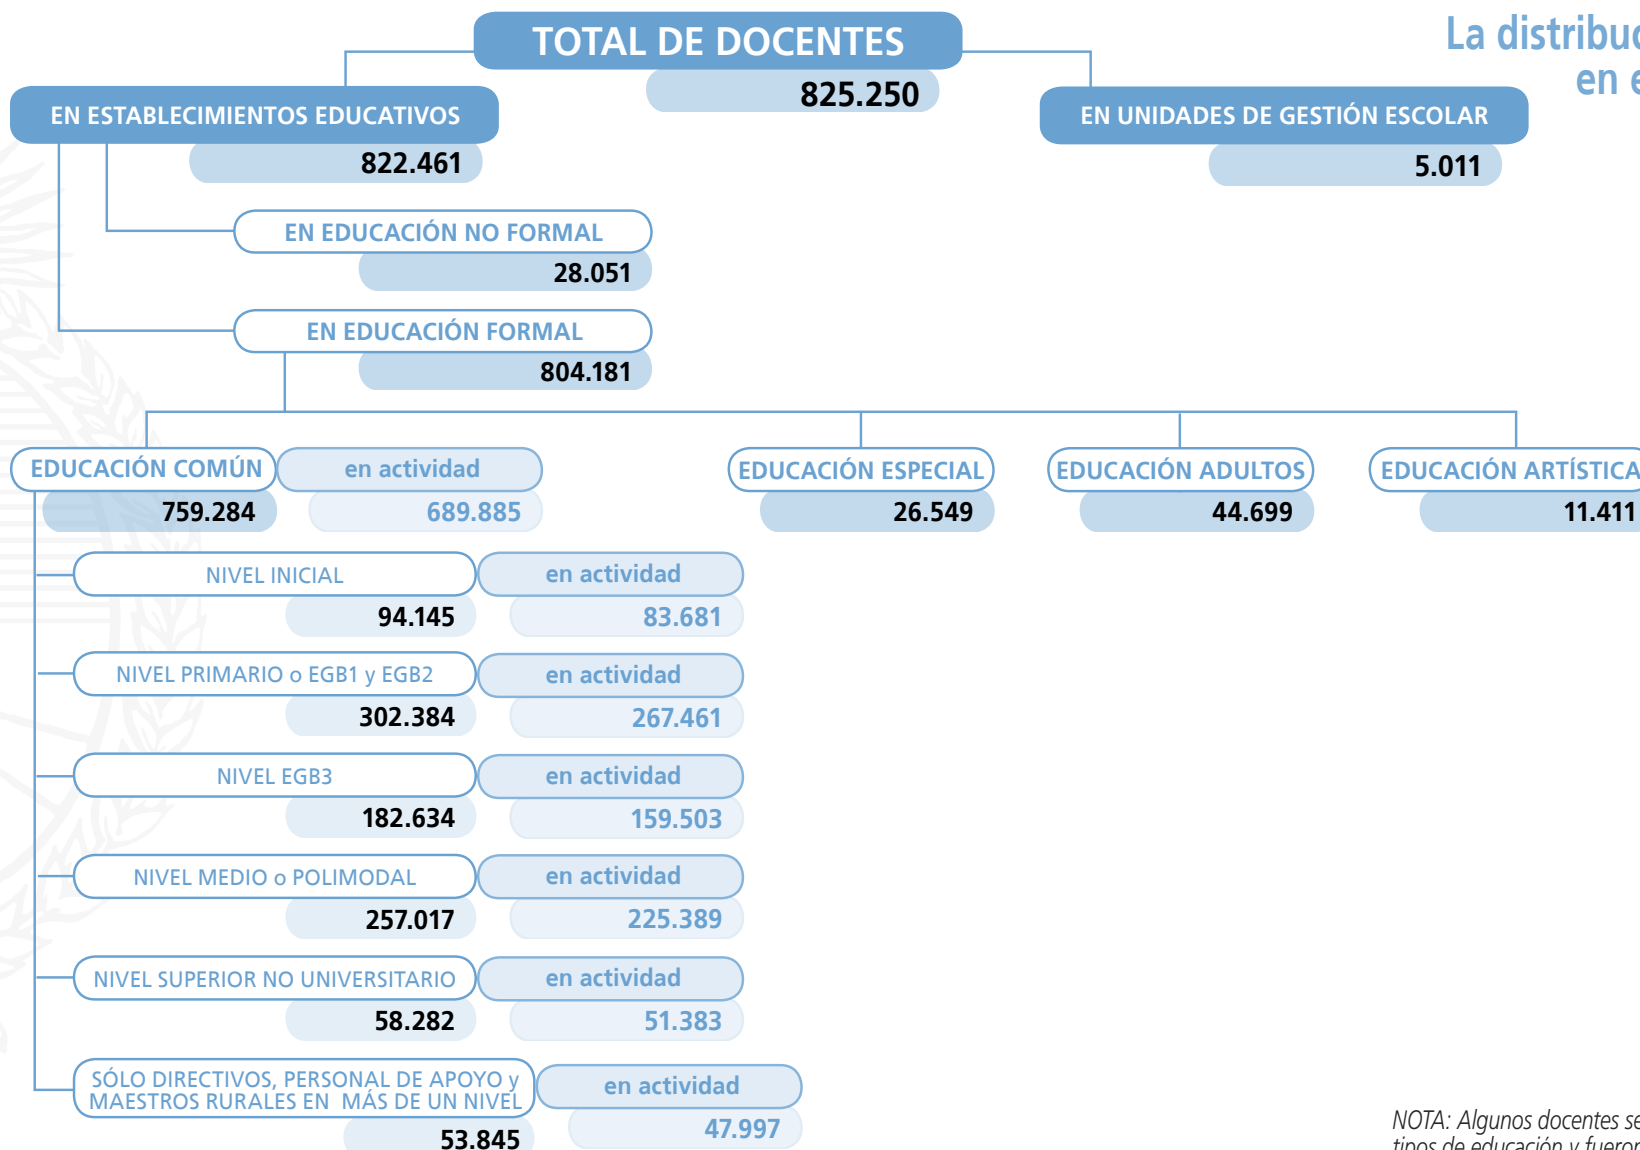 La distribuc
en e
TOTAL DE DOCENTES
825.250
EN ESTABLECIMIENTOS EDUCATIVOS
822.461
EN UNIDADES DE GESTIÓN ESCOLAR
5.011
EN EDUCACIÓN NO FORMAL
28.051
EN EDUCACIÓN FORMAL
804.181
EDUCACIÓN COMÚN
759.284
en actividad
689.885
EDUCACIÓN ESPECIAL
26.549
EDUCACIÓN ADULTOS
44.699
EDUCACIÓN ARTÍSTICA
11.411
NIVEL INICIAL
94.145
en actividad
83.681
NIVEL PRIMARIO o EGB1 y EGB2
302.384
en actividad
267.461
NIVEL EGB3
182.634
en actividad
159.503
NIVEL MEDIO o POLIMODAL
257.017
en actividad
225.389
NIVEL SUPERIOR NO UNIVERSITARIO
58.282
en actividad
51.383
SÓLO DIRECTIVOS, PERSONAL DE APOYO y
MAESTROS RURALES EN MÁS DE UN NIVEL
53.845
en actividad
47.997
NOTA: Algunos docentes se
tipos de educación y fueron